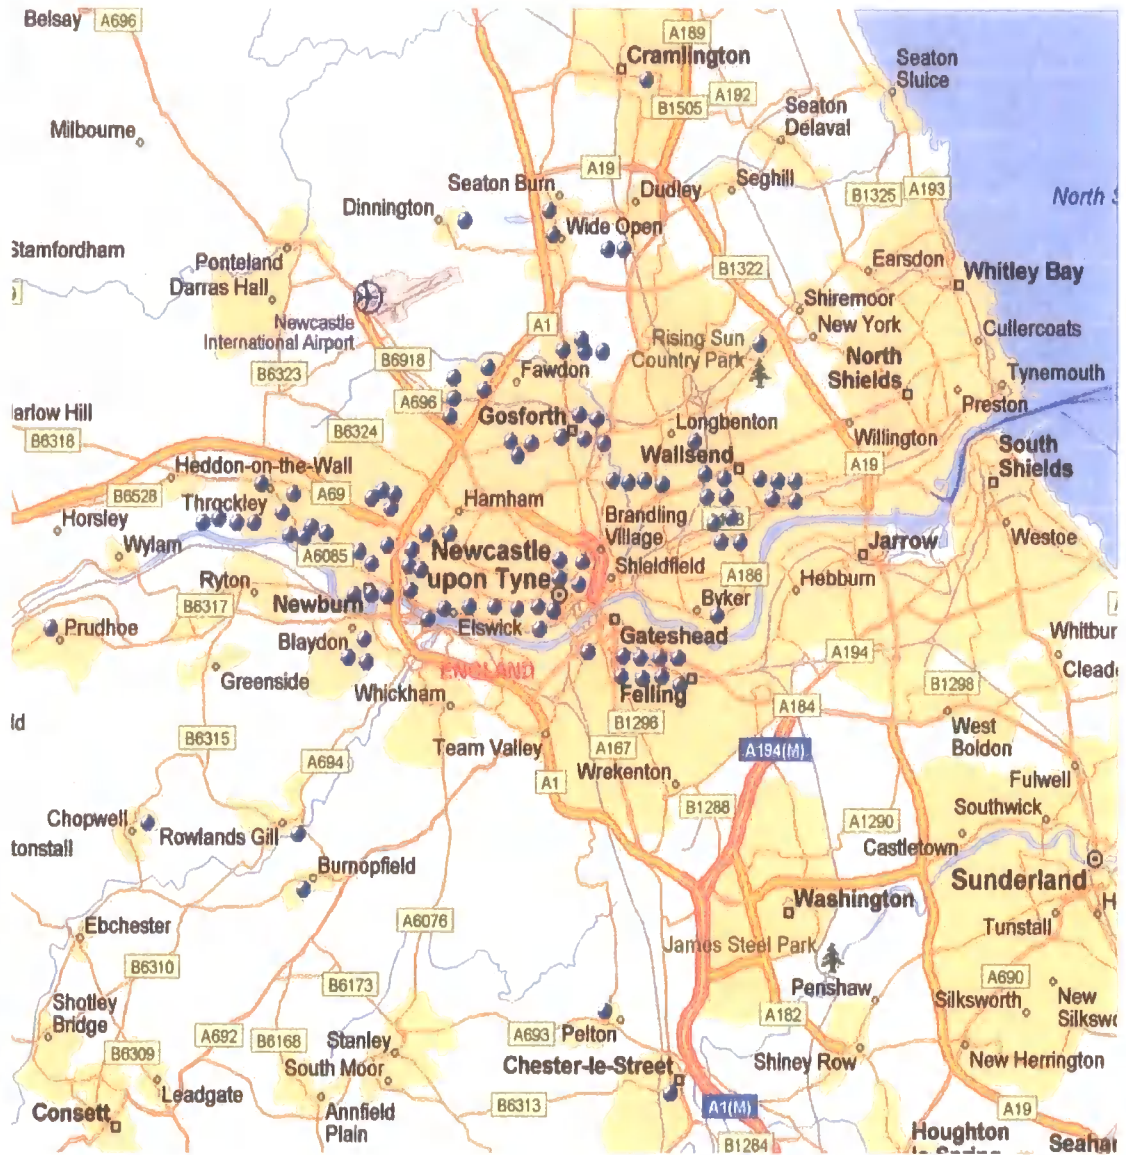 Belsay
A696
A189
Cramlington
Seaton
Sluice
B1505
A192
Seaton
Delaval
Milbourne
A19
Seghill
Seaton Burn
Dudley
B1325
A193
North S
Dinnington
Wide Open
Stamfordham
Ponteland
B1322
Earsdon
Whitley Bay
Darras Hall
Shiremoor
Newcastle
International Airport
A1
New York
Cullercoats
Rising Sun
Country Park
B6918
B6323
Fawdon
North
Shields
Tynemouth
Preston
A696
Harlow Hill
Gosforth
Longbenton
B6318
B6324
Willington
South
Shields
Wallsend
A19
Heddon-on-the-Wall
B6528
A69
Throckley
Harnham
Horsley
Brandling
Village
Westoe
Wylam
A6085
Newcastle
upon Tyne
Jarrow
Shieldfield
A186
Hebburn
Ryton
B6317
Newburn
Byker
Prudhoe
Elswick
Gateshead
Blaydon
Whitbur
A194
ENGLAND
Greenside
Whickham
Felling
Clead
B1298
A184
B1296
West
Boldon
B6315
Team Valley
A167
A194(M)
A694
Wrekenton
A1
Fulwell
Chopwell
Rowlands Gill
B1288
Southwick
A1290
Castletown
tonstall
Burnopfield
Sunderland
Washington
H
Ebchester
A6076
Tunstall
James Steel Park
B6310
B6173
Penshaw
A690
Silksworth
New
Silkswo
Shotley
Bridge
A692
B6168
Stanley
A693
Pelton
A182
B6309
South Moor
Chester-le-Street
Shiney Row
New Herrington
Leadgate
Consett
Annfield
Plain
B6313
A1(M)
A19
B1284
Houghton
le-Spring
Seahar